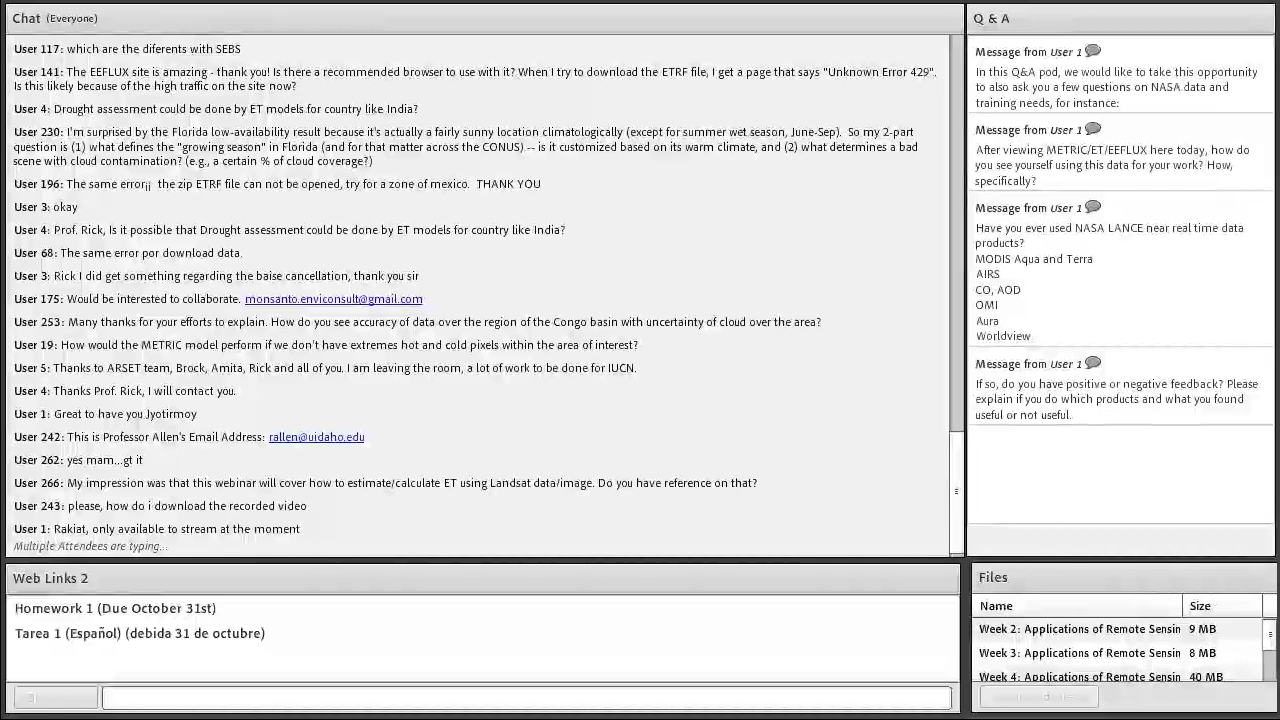 Chat (Everyone)
User 117: which are the diferents with SEBS
User 141: The EEFLUX site is amazing - thank you! Is there a recommended browser to use with it? When I try to download the ETRF file, I get a page that says "Unknown Error 429".
Is this likely because of the high traffic on the site now?
User 4: Drought assessment could be done by ET models for country like India?
User 230: I'm surprised by the Florida low-availability result because it's actually a fairly sunny location climatologically (except for summer wet season, June-Sep). So my 2-part
question is (1) what defines the "growing season" in Florida (and for that matter across the CONUS) -- is it customized based on its warm climate, and (2) what determines a bad
scene with cloud contamination? (e.g., a certain % of cloud coverage?)
User 196: The same error¡¡ the zip ETRF file can not be opened, try for a zone of mexico. THANK YOU
User 3: okay
User 4: Prof. Rick, Is it possible that Drought assessment could be done by ET models for country like India?
User 68: The same error por download data.
User 3: Rick I did get something regarding the baise cancellation, thank you sir
User 175: Would be interested to collaborate. monsanto.enviconsult@gmail.com
User 253: Many thanks for your efforts to explain. How do you see accuracy of data over the region of the Congo basin with uncertainty of cloud over the area?
User 19: How would the METRIC model perform if we don't have extremes hot and cold pixels within the area of interest?
User 5: Thanks to ARSET team, Brock, Amita, Rick and all of you. I am leaving the room, a lot of work to be done for IUCN.
User 4: Thanks Prof. Rick, I will contact you.
User 1: Great to have you Jyotirmoy
User 242: This is Professor Allen's Email Address: rallen@uidaho.edu
User 262: yes mam...gt it
User 266: My impression was that this webinar will cover how to estimate/calculate ET using Landsat data/image. Do you have reference on that?
User 243: please, how do i download the recorded video
User 1: Rakiat, only available to stream at the moment
Multiple Attendees are typing...
Q & A
Message from User 1
In this Q&A pod, we would like to take this opportunity
to also ask you a few questions on NASA data and
training needs, for instance:
Message from User 1
After viewing METRIC/ET/EEFLUX here today, how do
you see yourself using this data for your work? How,
specifically?
Message from User 1
Have you ever used NASA LANCE near real time data
products?
MODIS Aqua and Terra
AIRS
CO, AOD
OMI
Aura
Worldview
Message from User 1
If so, do you have positive or negative feedback? Please
explain if you do which products and what you found
useful or not useful.
Web Links 2
Homework 1 (Due October 31st)
Tarea 1 (Español) (debida 31 de octubre)
Files
Name Size
Week 2: Applications of Remote Sensin 9 MB
Week 3: Applications of Remote Sensin 8 MB
Week 4: Applications of Remote Sensin 40 MB